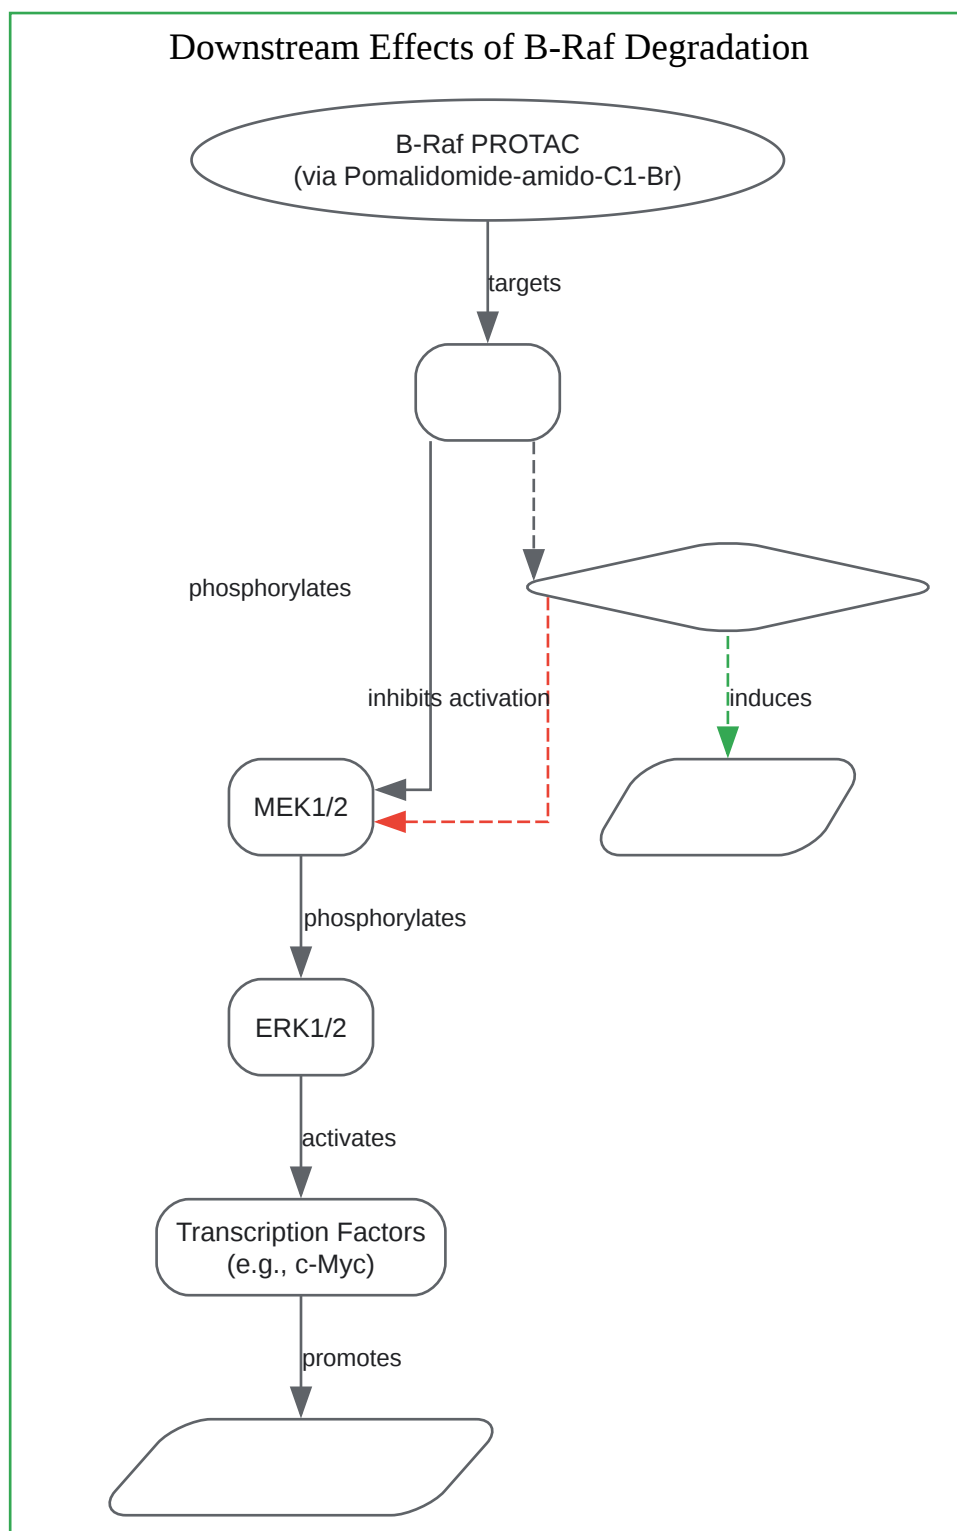 Downstream Effects of B-Raf Degradation
B-Raf PROTAC
(via Pomalidomide-amido-C1-Br)
targets
phosphorylates
inhibits activation
induces
MEK1/2
phosphorylates
ERK1/2
activates
Transcription Factors
(e.g., c-Myc)
promotes